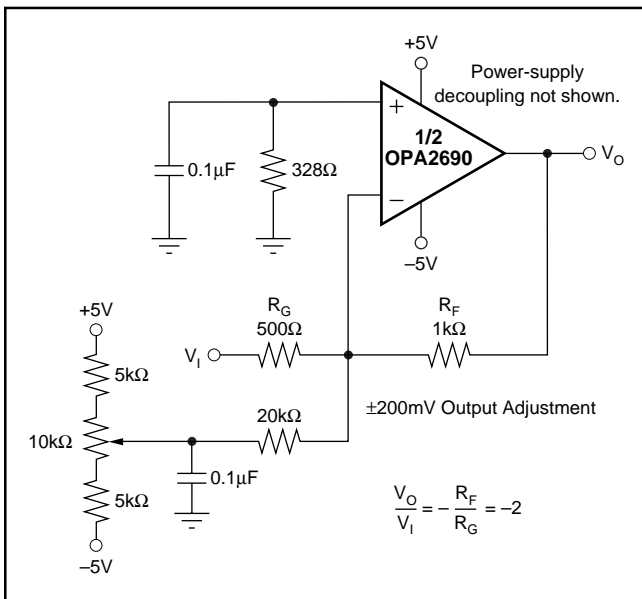 +5V
Power-supply
decoupling not shown.
+
1/2
OPA2690
−
V_O
0.1μF
328Ω
−5V
R_G
500Ω
R_F
1kΩ
V_I
+5V
5kΩ
10kΩ
5kΩ
−5V
20kΩ
0.1μF
±200mV Output Adjustment
V_O/V_I = − R_F/R_G = −2